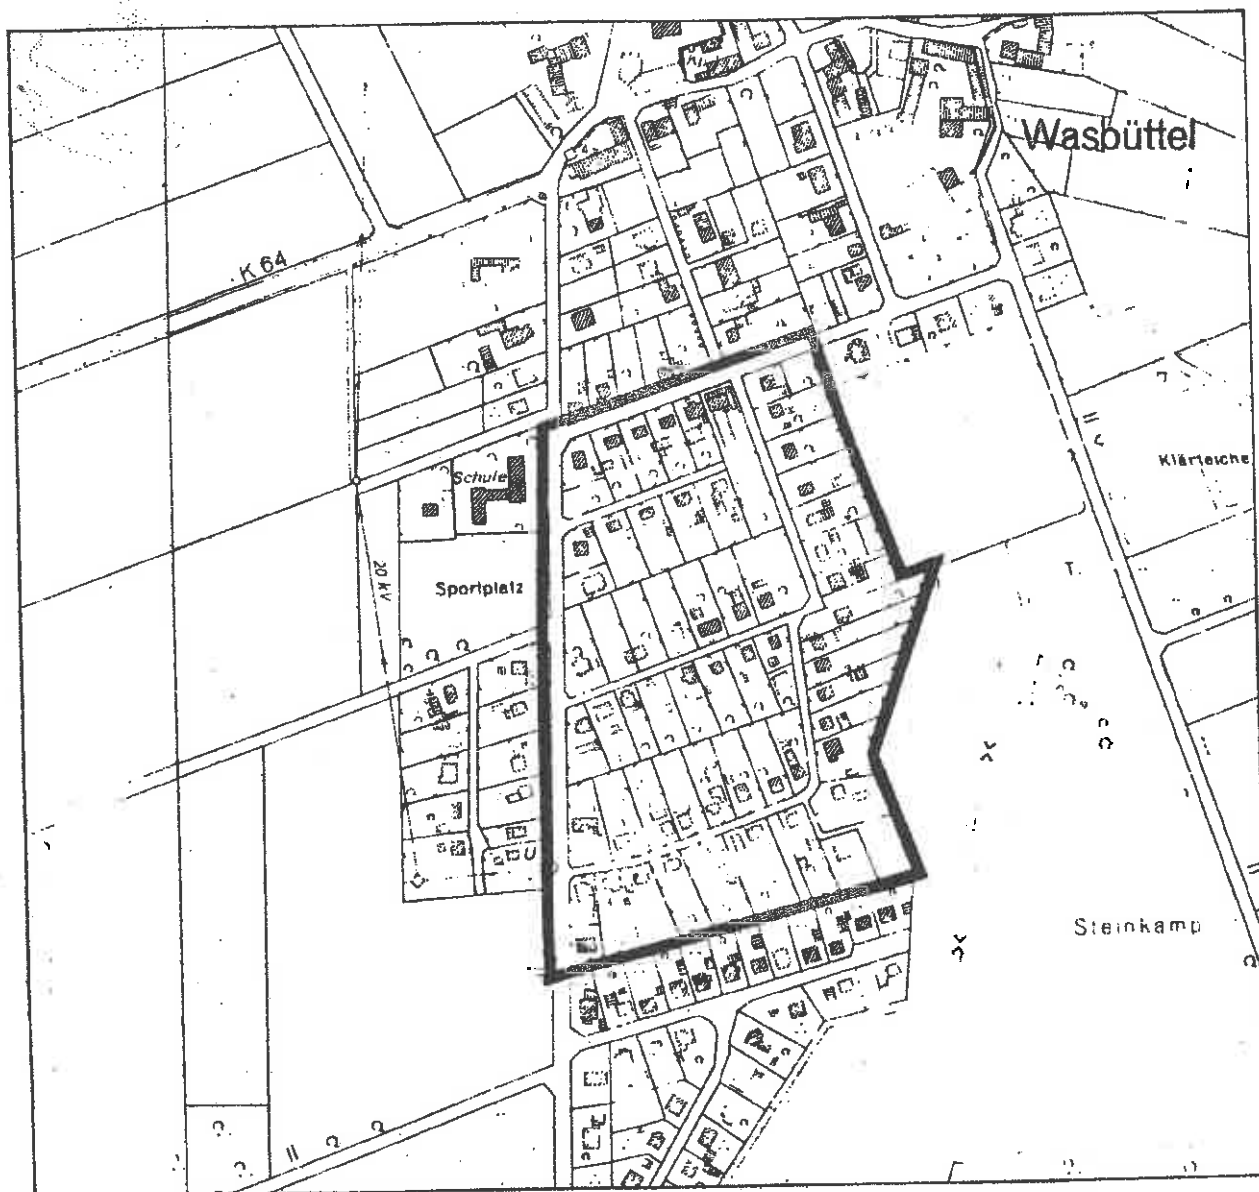 Wasbüttel
K 64
Klärteiche
Schule
20 kV
Sportplatz
T.
Steinkamp